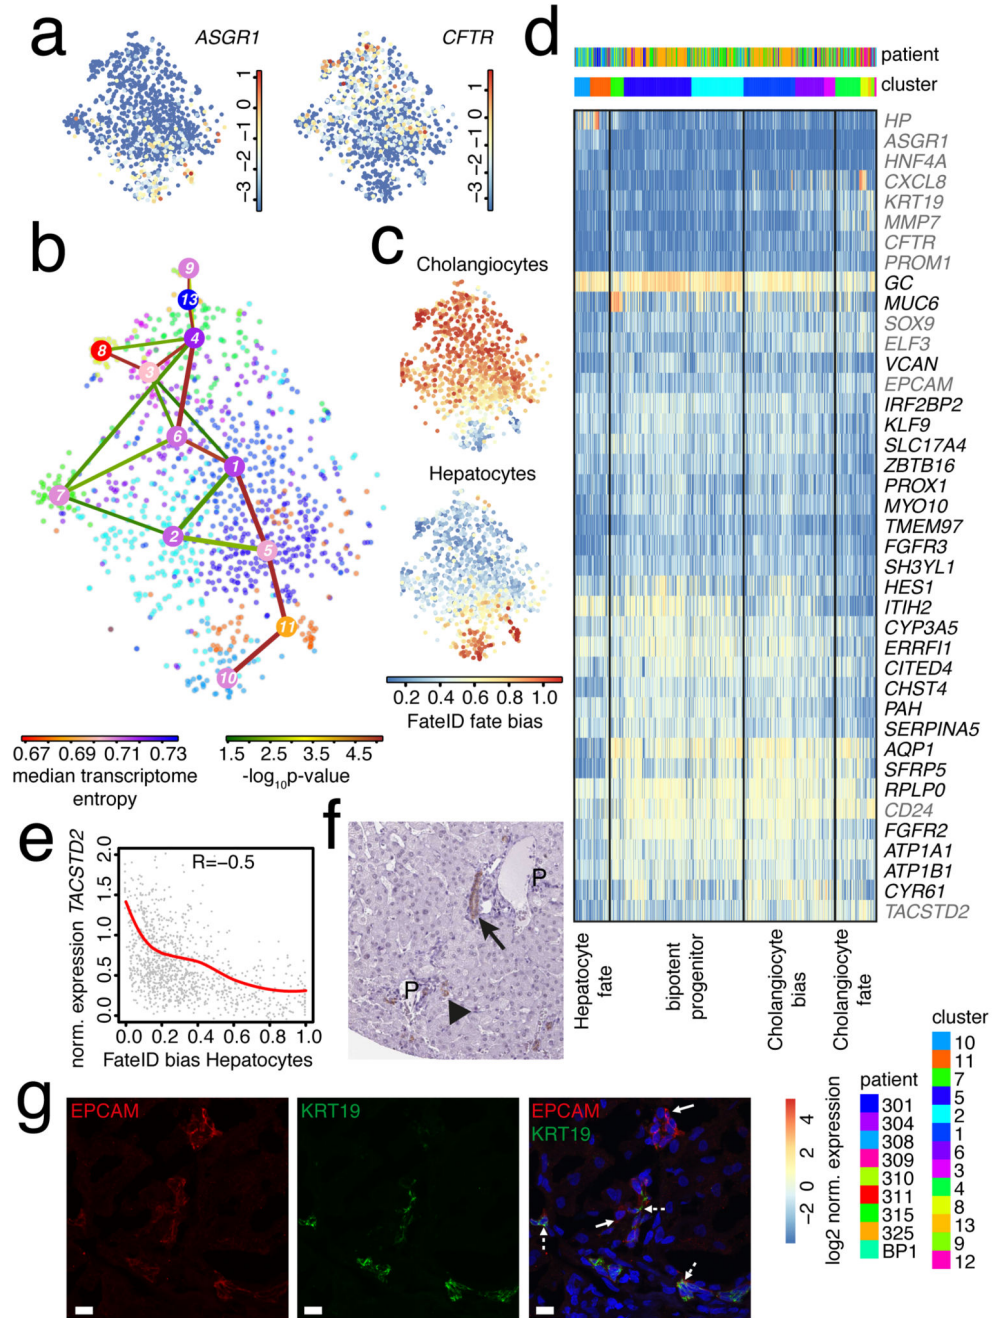 a
ASGR1
1
0
−1
−2
−3
CFTR
1
0
−1
−2
−3
b
9
13
4
8
3
6
1
7
2
5
11
10
0.67 0.69 0.71 0.73
median transcriptome
entropy
1.5 2.5 3.5 4.5
-log10p-value
c
Cholangiocytes
Hepatocytes
0.2 0.4 0.6 0.8 1.0
FateID fate bias
d
patient
cluster
HP
ASGR1
HNF4A
CXCL8
KRT19
MMP7
CFTR
PROM1
GC
MUC6
SOX9
ELF3
VCAN
EPCAM
IRF2BP2
KLF9
SLC17A4
ZBTB16
PROX1
MYO10
TMEM97
FGFR3
SH3YL1
HES1
ITIH2
CYP3A5
ERRFI1
CITED4
CHST4
PAH
SERPINA5
AQP1
SFRP5
RPLP0
CD24
FGFR2
ATP1A1
ATP1B1
CYR61
TACSTD2
Hepatocyte
fate
bipotent
progenitor
Cholangiocyte
bias
Cholangiocyte
fate
4
2
0
−2
log2 norm. expression
patient
301
304
308
309
310
311
315
325
BP1
cluster
10
11
7
5
2
1
6
3
4
8
13
9
12
e
R=−0.5
norm. expression TACSTD2
2.0
1.5
1.0
0.5
0.0
0.0 0.2 0.4 0.6 0.8 1.0
FateID bias Hepatocytes
f
P
P
g
EPCAM
KRT19
EPCAM
KRT19